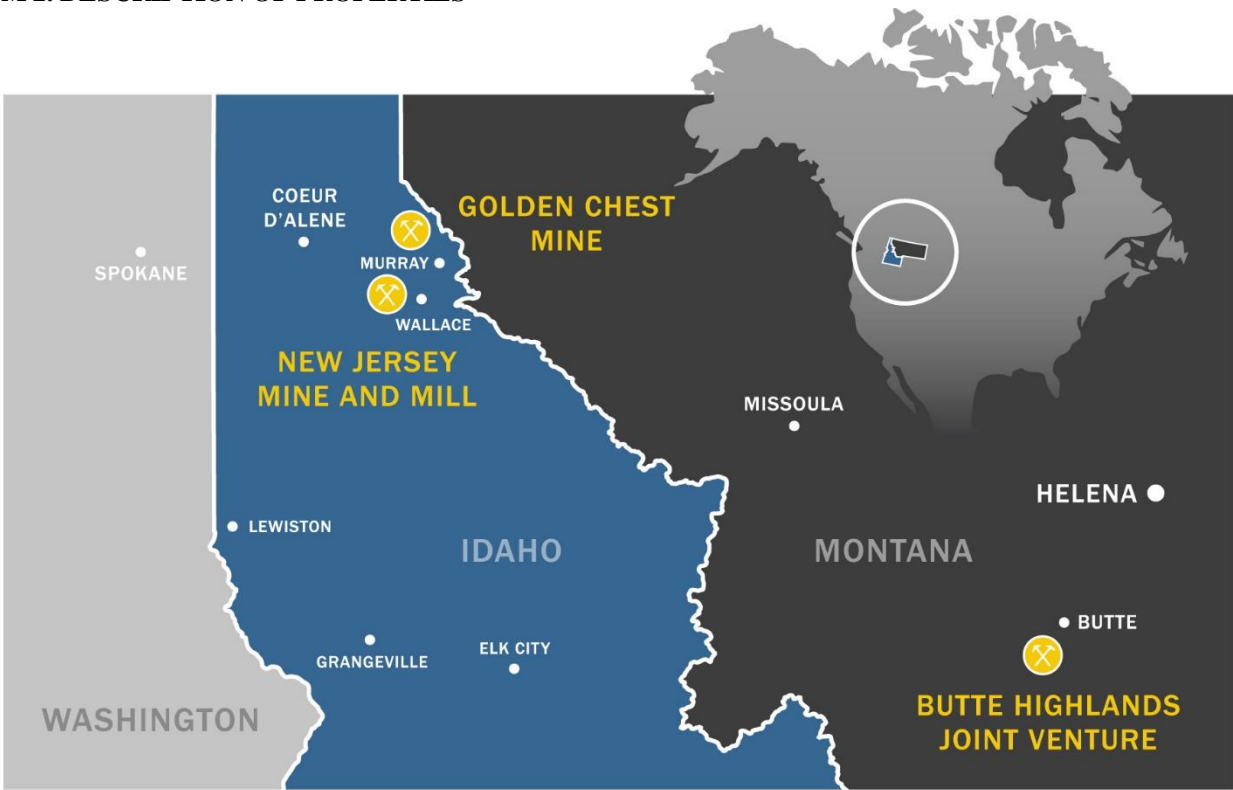 COEUR
D'ALENE
GOLDEN CHEST
MINE
SPOKANE
MURRAY
WALLACE
NEW JERSEY
MINE AND MILL
MISSOULA
HELENA
LEWISTON
IDAHO
MONTANA
BUTTE
GRANGEVILLE
ELK CITY
WASHINGTON
BUTTE HIGHLANDS
JOINT VENTURE